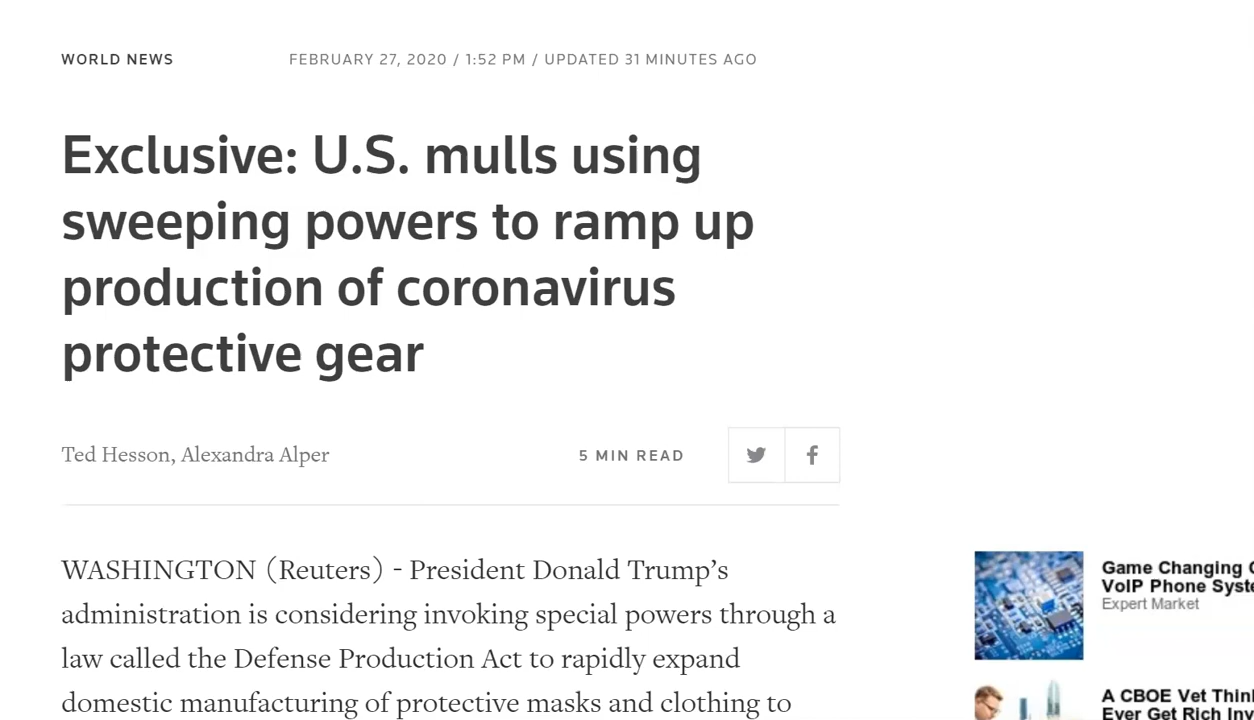 WORLD NEWS
FEBRUARY 27, 2020 / 1:52 PM / UPDATED 31 MINUTES AGO
Exclusive: U.S. mulls using
sweeping powers to ramp up
production of coronavirus
protective gear
Ted Hesson, Alexandra Alper
5 MIN READ
WASHINGTON (Reuters) - President Donald Trump’s
administration is considering invoking special powers through a
law called the Defense Production Act to rapidly expand
domestic manufacturing of protective masks and clothing to
Game Changing
VoIP Phone
Expert Market
A CBOE Vet
Ever Get Rich